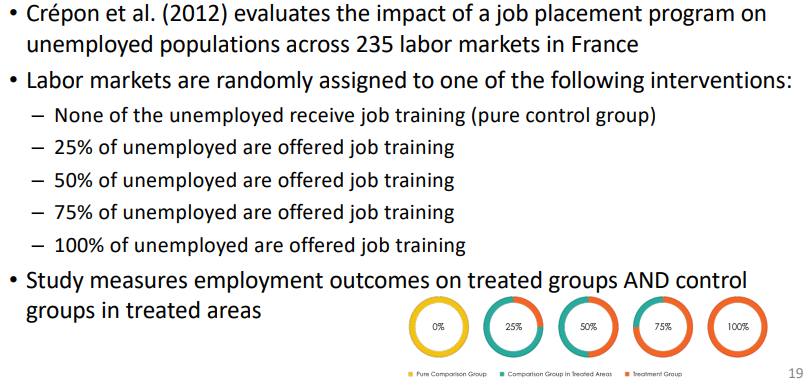 • Crépon et al. (2012) evaluates the impact of a job placement program on
unemployed populations across 235 labor markets in France
• Labor markets are randomly assigned to one of the following interventions:
– None of the unemployed receive job training (pure control group)
– 25% of unemployed are offered job training
– 50% of unemployed are offered job training
– 75% of unemployed are offered job training
– 100% of unemployed are offered job training
• Study measures employment outcomes on treated groups AND control
groups in treated areas
0% 25% 50% 75% 100%
Pure Comparison Group Comparison Group in Treated Areas Treatment Group
19